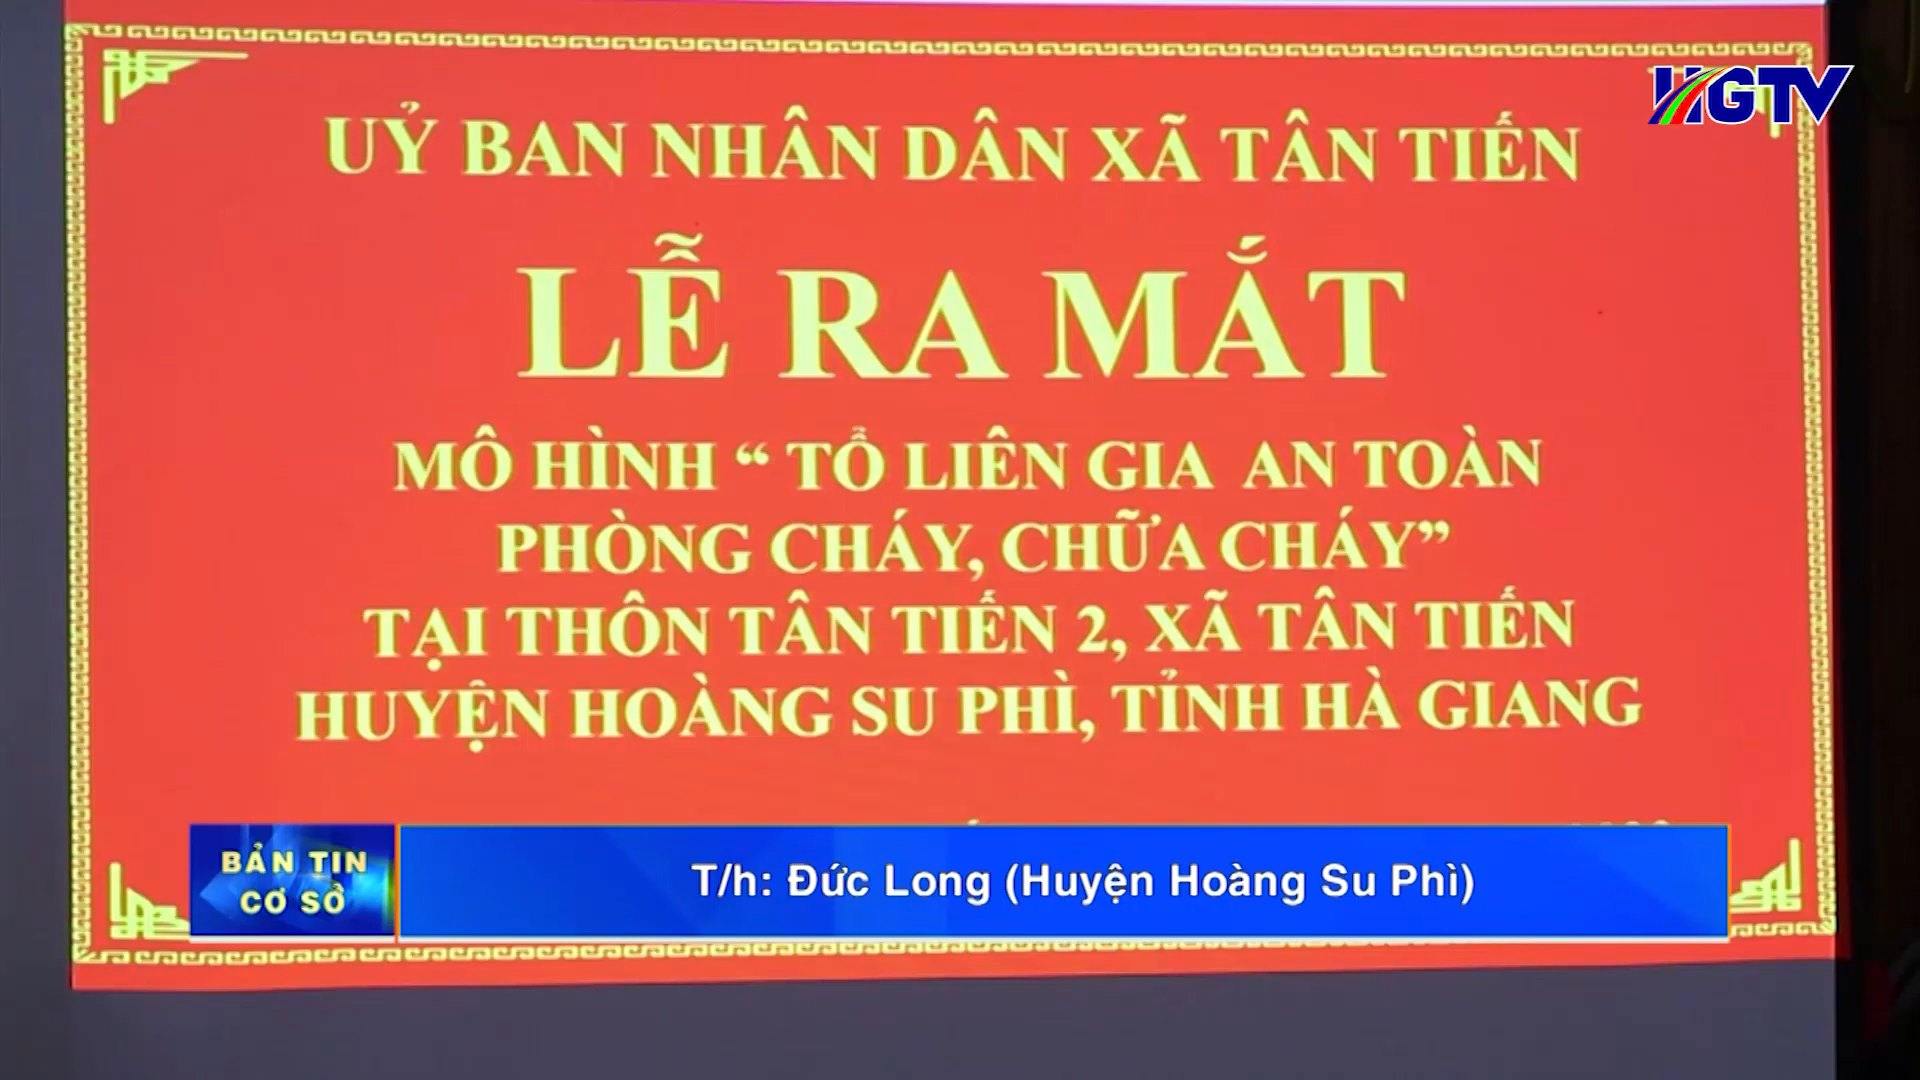 HGTV
UỶ BAN NHÂN DÂN XÃ TÂN TIẾN
LỄ RA MẮT
MÔ HÌNH “ TỔ LIÊN GIA AN TOÀN
PHÒNG CHÁY, CHỮA CHÁY”
TẠI THÔN TÂN TIẾN 2, XÃ TÂN TIẾN
HUYỆN HOÀNG SU PHÌ, TỈNH HÀ GIANG
BẢN TIN
CƠ SỞ
T/h: Đức Long (Huyện Hoàng Su Phì)